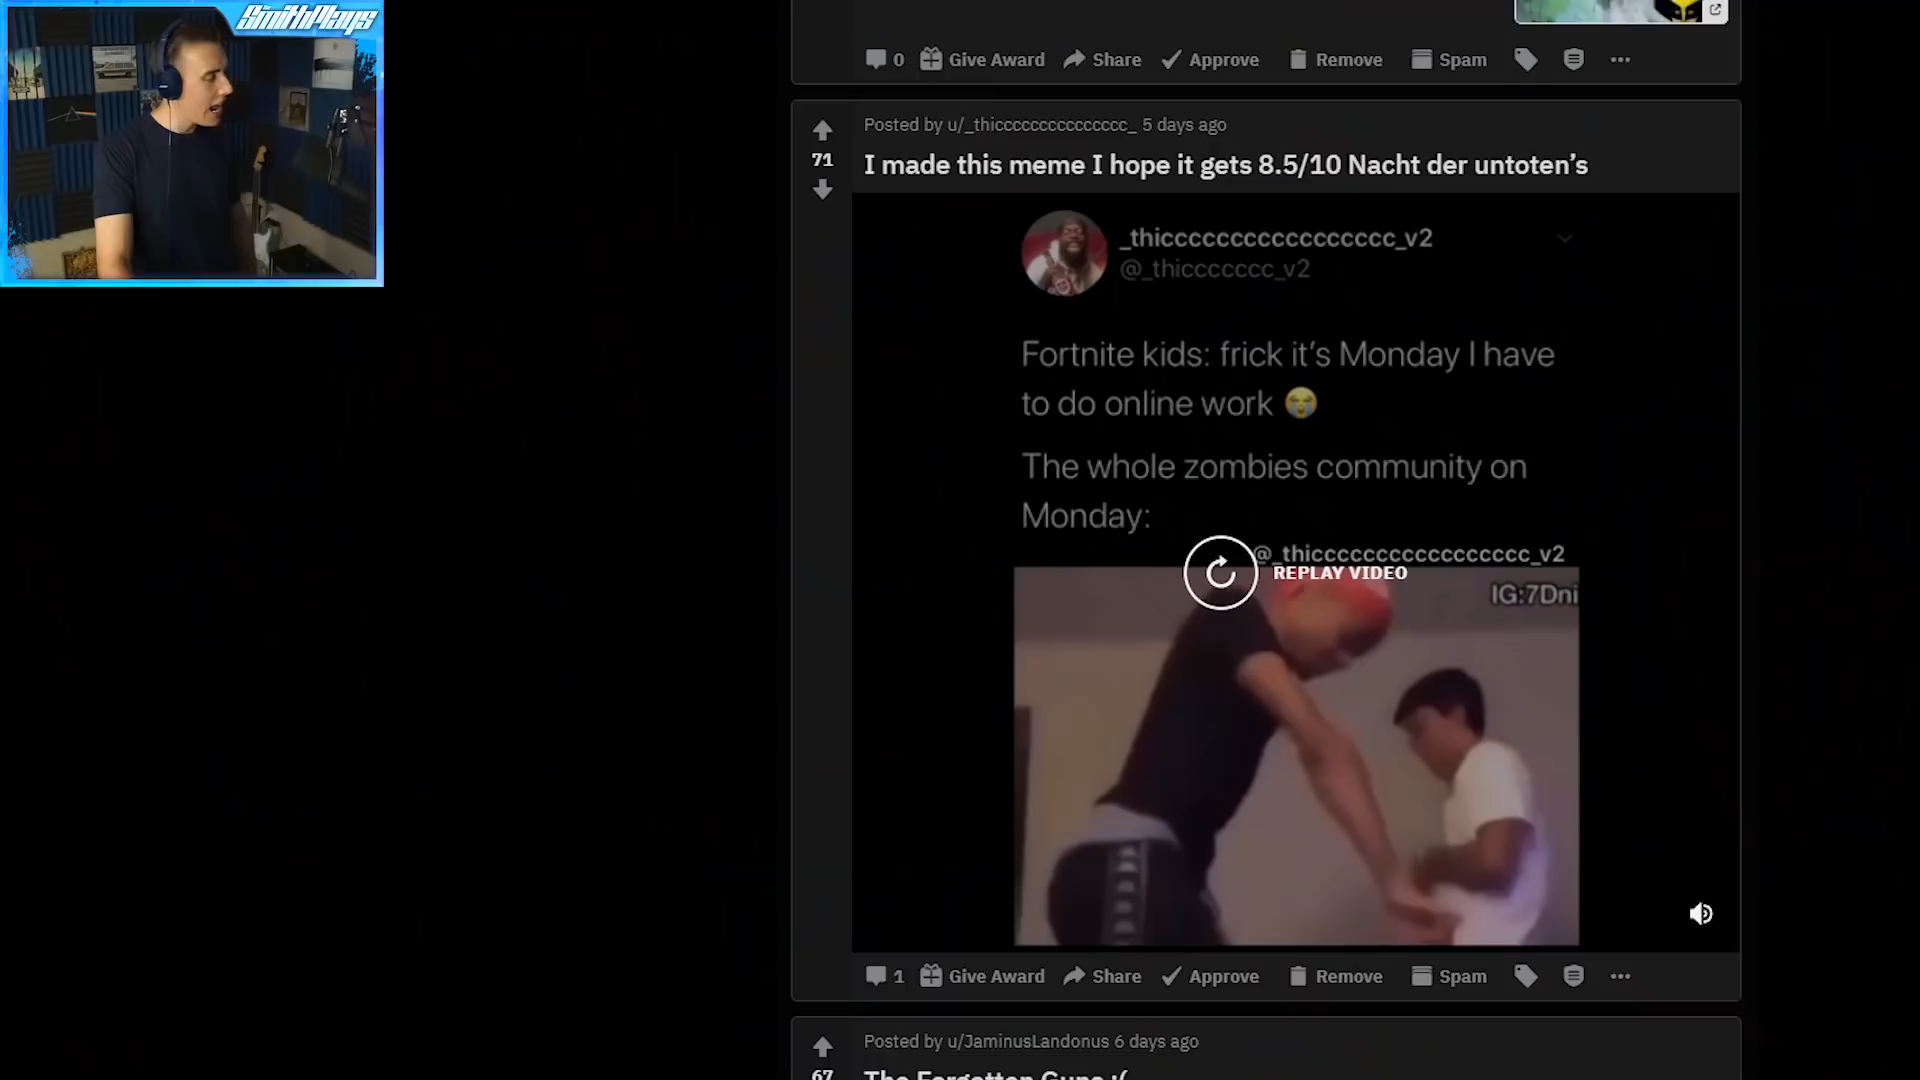 SmithPlays
0 Give Award Share Approve Remove Spam
Posted by u/_thiccccccccccccccc_ 5 days ago
71
I made this meme I hope it gets 8.5/10 Nacht der untoten’s
_thiccccccccccccccccc_v2
@_thicccccccc_v2
Fortnite kids: frick it’s Monday I have
to do online work 😭
The whole zombies community on
Monday:
@_thiccccccccccccccccc_v2
REPLAY VIDEO
IG:7Dni
1 Give Award Share Approve Remove Spam
Posted by u/JaminusLandonus 6 days ago
67
The Forgotten Guns :(